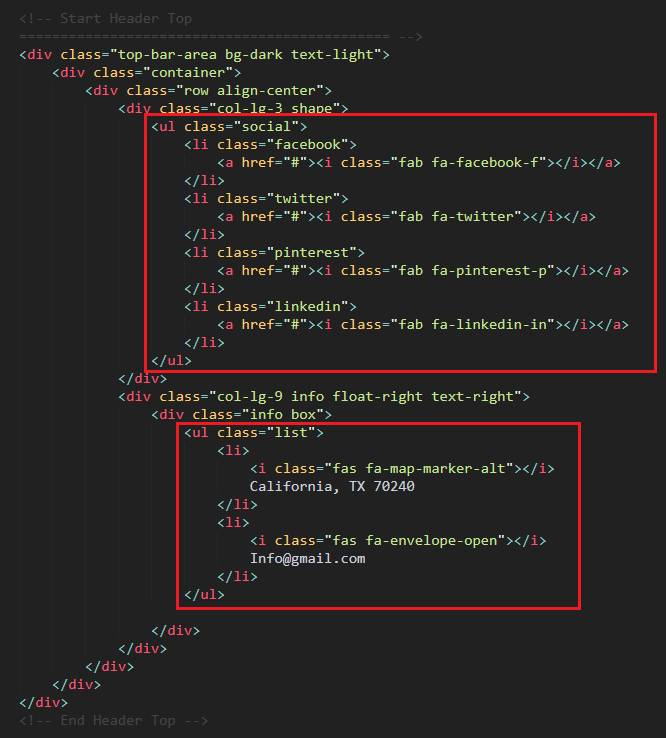 <!-- Start Header Top
============================================= -->
<div class="top-bar-area bg-dark text-light">
    <div class="container">
        <div class="row align-center">
            <div class="col-lg-3 shape">
                <ul class="social">
                    <li class="facebook">
                        <a href="#"><i class="fab fa-facebook-f"></i></a>
                    </li>
                    <li class="twitter">
                        <a href="#"><i class="fab fa-twitter"></i></a>
                    </li>
                    <li class="pinterest">
                        <a href="#"><i class="fab fa-pinterest-p"></i></a>
                    </li>
                    <li class="linkedin">
                        <a href="#"><i class="fab fa-linkedin-in"></i></a>
                    </li>
                </ul>
            </div>
            <div class="col-lg-9 info float-right text-right">
                <div class="info box">
                    <ul class="list">
                        <li>
                            <i class="fas fa-map-marker-alt"></i>
                            California, TX 70240
                        </li>
                        <li>
                            <i class="fas fa-envelope-open"></i>
                            Info@gmail.com
                        </li>
                    </ul>
                </div>
            </div>
        </div>
    </div>
</div>
<!-- End Header Top -->